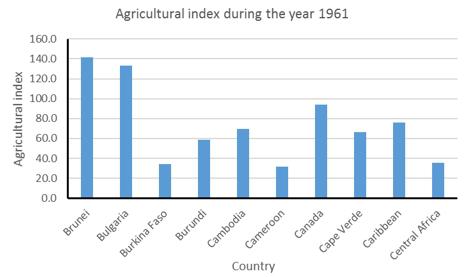 Agricultural index during the year 1961
Agricultural index
160.0
140.0
120.0
100.0
80.0
60.0
40.0
20.0
0.0
Brunei
Bulgaria
Burkina Faso
Burundi
Cambodia
Cameroon
Canada
Cape Verde
Caribbean
Central Africa
Country